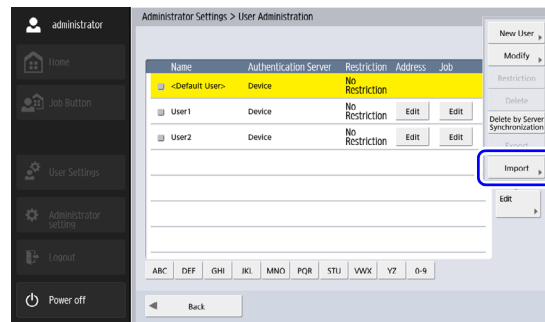 administrator
Home
Job Button
User Settings
Administrator
setting
Logout
Power off
Administrator Settings > User Administration
Name Authentication Server Restriction Address Job
<Default User> Device No
Restriction
User1 Device No
Restriction Edit Edit
User2 Device No
Restriction Edit Edit
ABC DEF GHI JKL MNO PQR STU VWX YZ 0-9
Back
New User
Modify
Restriction
Delete
Delete by Server
Synchronization
Export
Import
Edit